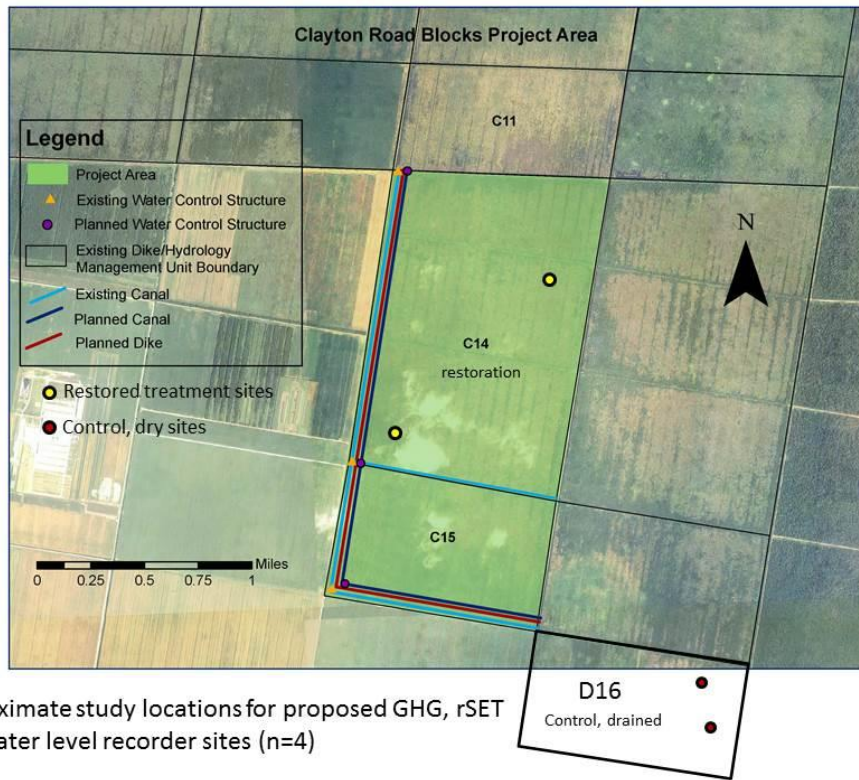 Clayton Road Blocks Project Area
C11
Legend
Project Area
Existing Water Control Structure
Planned Water Control Structure
Existing Dike/Hydrology
Management Unit Boundary
Existing Canal
Planned Canal
Planned Dike
Restored treatment sites
Control, dry sites
N
C14
restoration
C15
Miles
0 0.25 0.5 0.75 1
D16
Control, drained
ximate study locations for proposed GHG, rSET
ater level recorder sites (n=4)